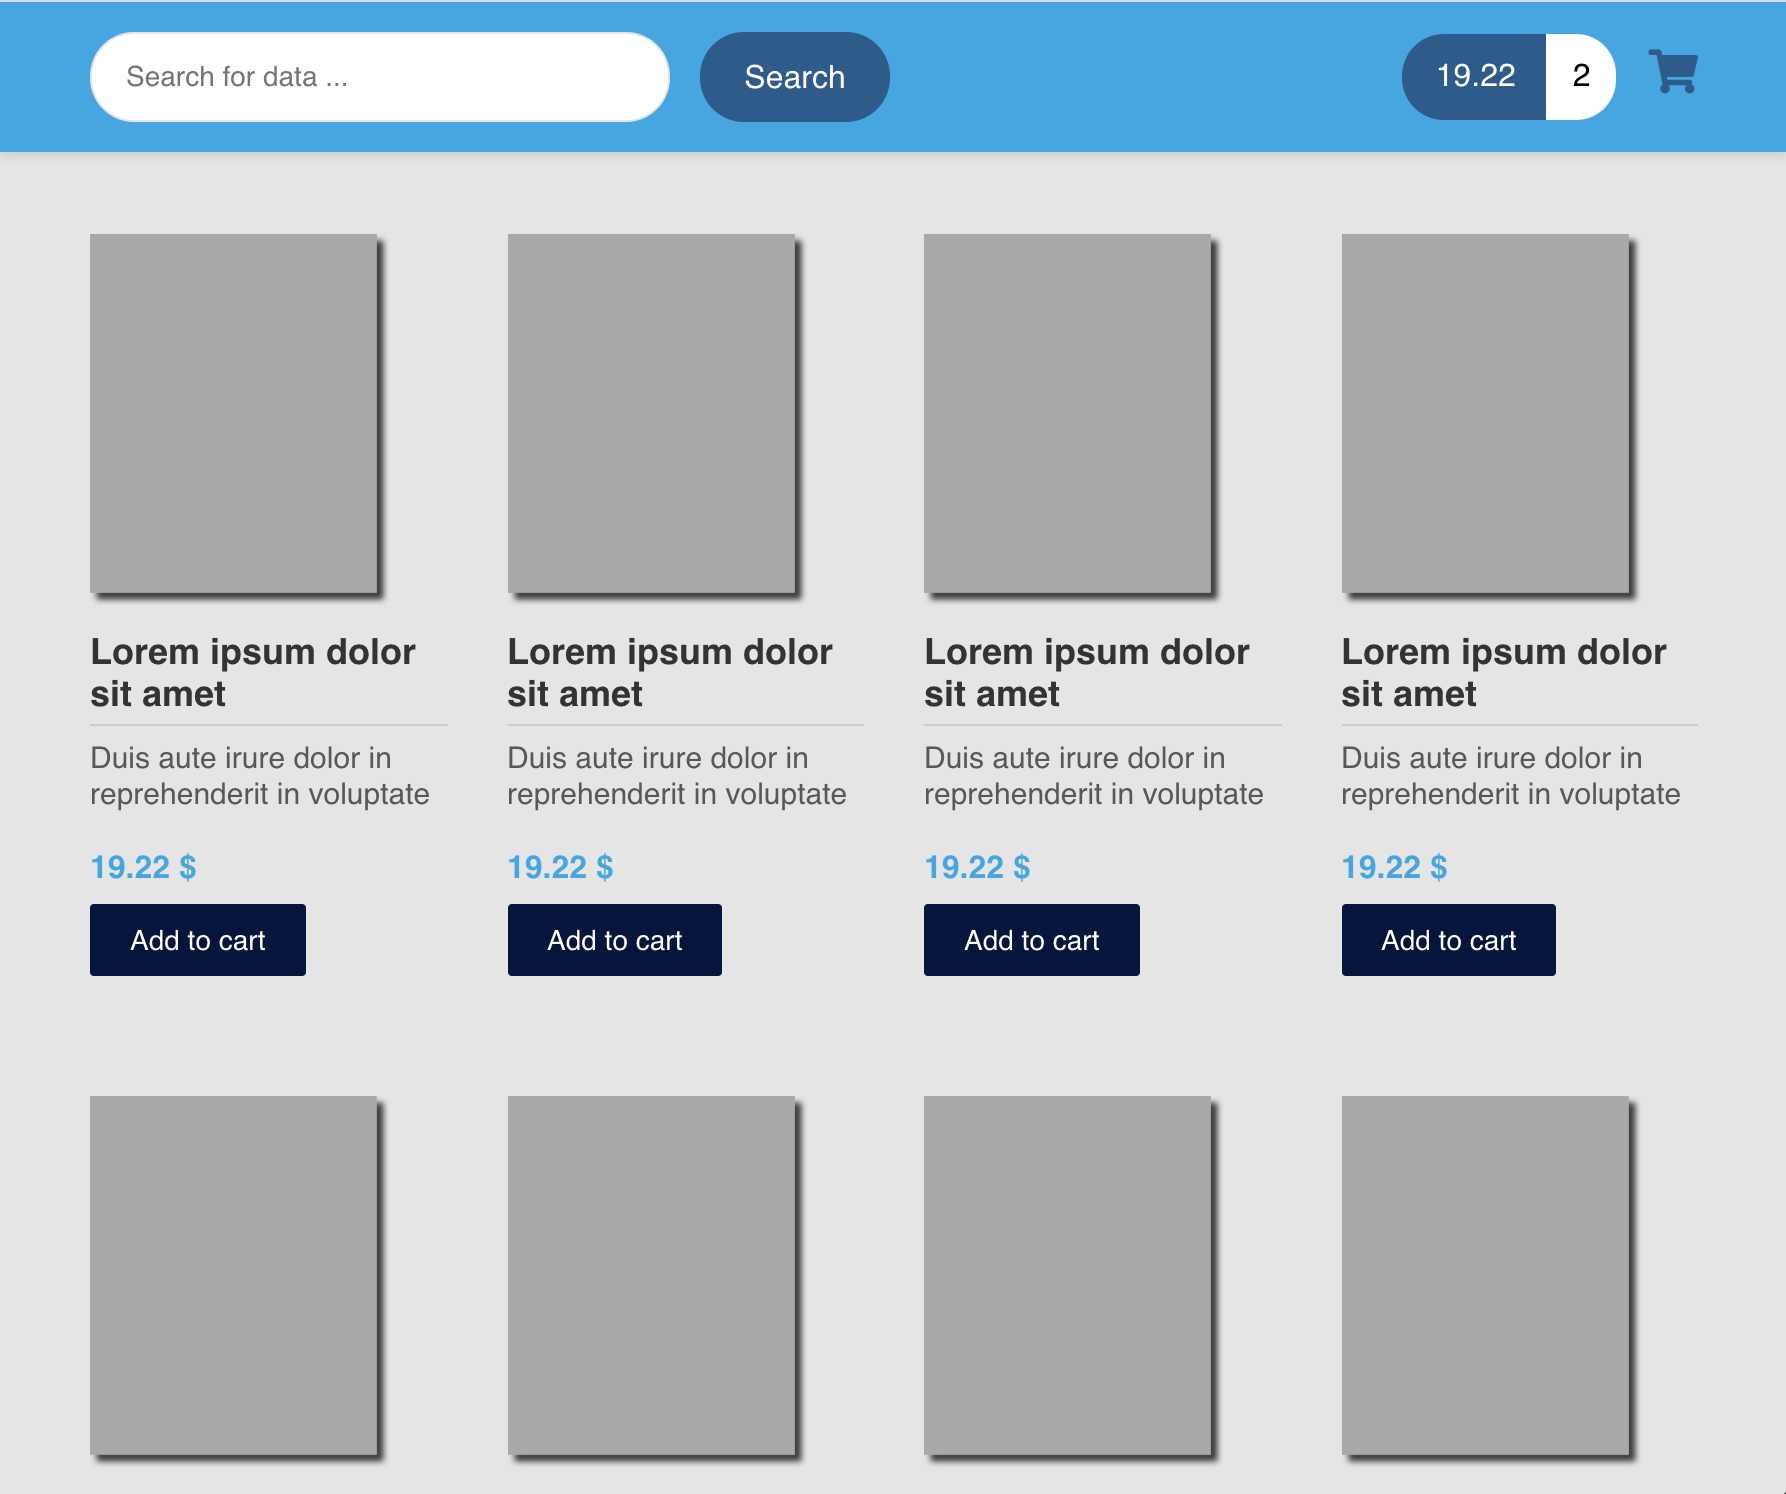 Search for data ...
Search
19.22
2
Lorem ipsum dolor
sit amet
Duis aute irure dolor in
reprehenderit in voluptate
19.22 $
Add to cart
Lorem ipsum dolor
sit amet
Duis aute irure dolor in
reprehenderit in voluptate
19.22 $
Add to cart
Lorem ipsum dolor
sit amet
Duis aute irure dolor in
reprehenderit in voluptate
19.22 $
Add to cart
Lorem ipsum dolor
sit amet
Duis aute irure dolor in
reprehenderit in voluptate
19.22 $
Add to cart